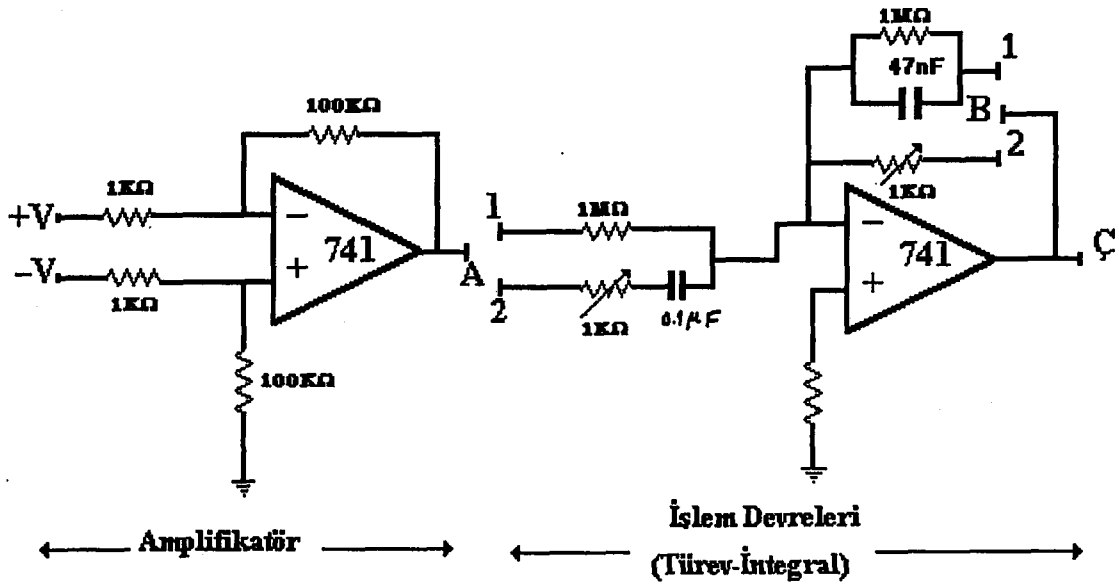 1MΩ
1
47nF
B
2
1KΩ
100KΩ
1KΩ
+V
−
741
+
−V
1KΩ
A
100KΩ
1
1MΩ
2
1KΩ
0.1µF
−
741
+
Ç
Amplifikatör
İşlem Devreleri
(Türev-İntegral)